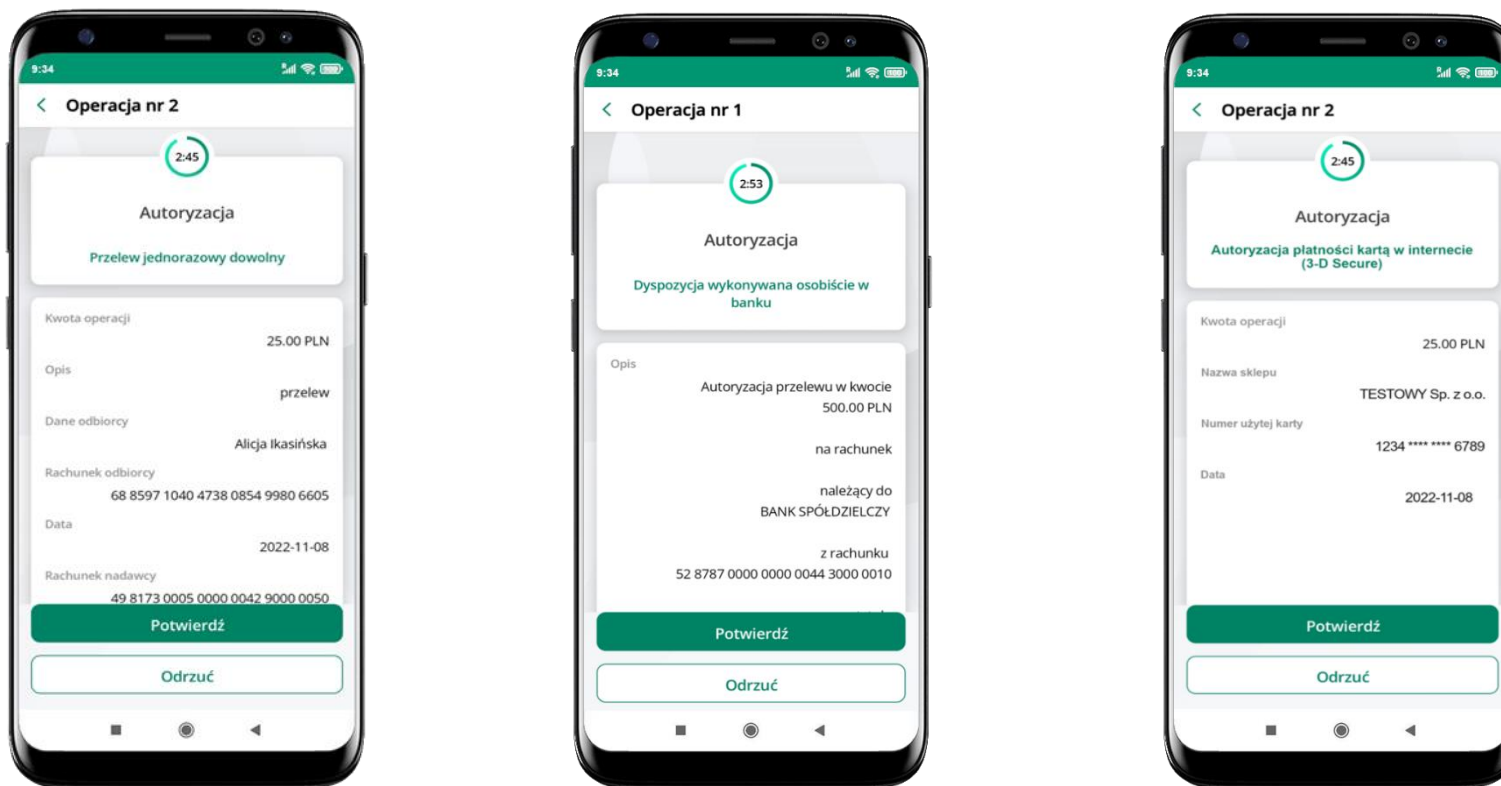 9:34
Operacja nr 2
2:45
Autoryzacja
Przelew jednorazowy dowolny
Kwota operacji
25.00 PLN
Opis
przelew
Dane odbiorcy
Alicja Ikasińska
Rachunek odbiorcy
68 8597 1040 4738 0854 9980 6605
Data
2022-11-08
Rachunek nadawcy
49 8173 0005 0000 0042 9000 0050
Potwierdź
Odrzuć
9:34
Operacja nr 1
2:53
Autoryzacja
Dyspozycja wykonywana osobiście w
banku
Opis
Autoryzacja przelewu w kwocie
500.00 PLN
na rachunek
należący do
BANK SPÓŁDZIELCZY
z rachunku
52 8787 0000 0000 0044 3000 0010
Potwierdź
Odrzuć
9:34
Operacja nr 2
2:45
Autoryzacja
Autoryzacja płatności kartą w internecie
(3-D Secure)
Kwota operacji
25.00 PLN
Nazwa sklepu
TESTOWY Sp. z o.o.
Numer użytej karty
1234 **** **** 6789
Data
2022-11-08
Potwierdź
Odrzuć